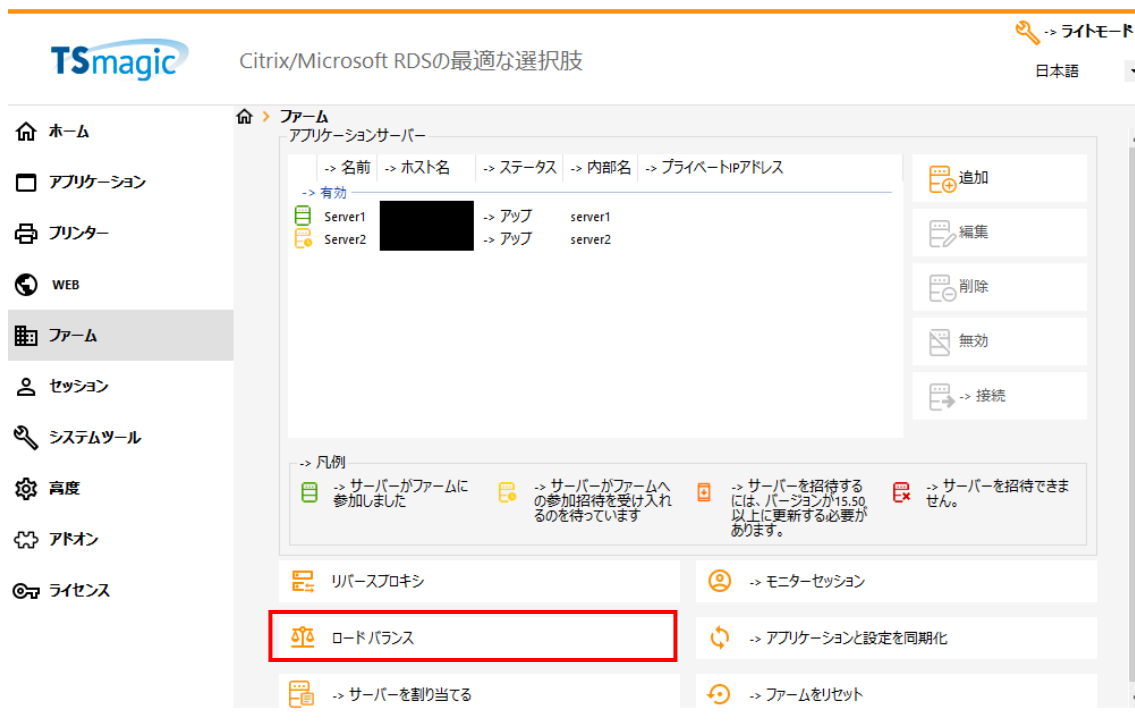 -> ライトモード
TSmagic
Citrix/Microsoft RDSの最適な選択肢
日本語
ホーム
アプリケーション
プリンター
WEB
ファーム
セッション
システムツール
高度
アドオン
ライセンス
ファーム
アプリケーションサーバー
-> 名前 -> ホスト名 -> ステータス -> 内部名 -> プライベートIPアドレス
-> 有効
Server1 -> アップ server1
Server2 -> アップ server2
追加
編集
削除
無効
-> 接続
-> 凡例
-> サーバーがファームに
参加しました
-> サーバーがファームへ
の参加招待を受け入れ
るのを待っています
-> サーバーを招待する
には、バージョンが15.50
以上に更新する必要が
あります。
-> サーバーを招待できま
せん。
リバースプロキシ
-> モニターセッション
ロードバランス
-> アプリケーションと設定を同期化
-> サーバーを割り当てる
-> ファームをリセット